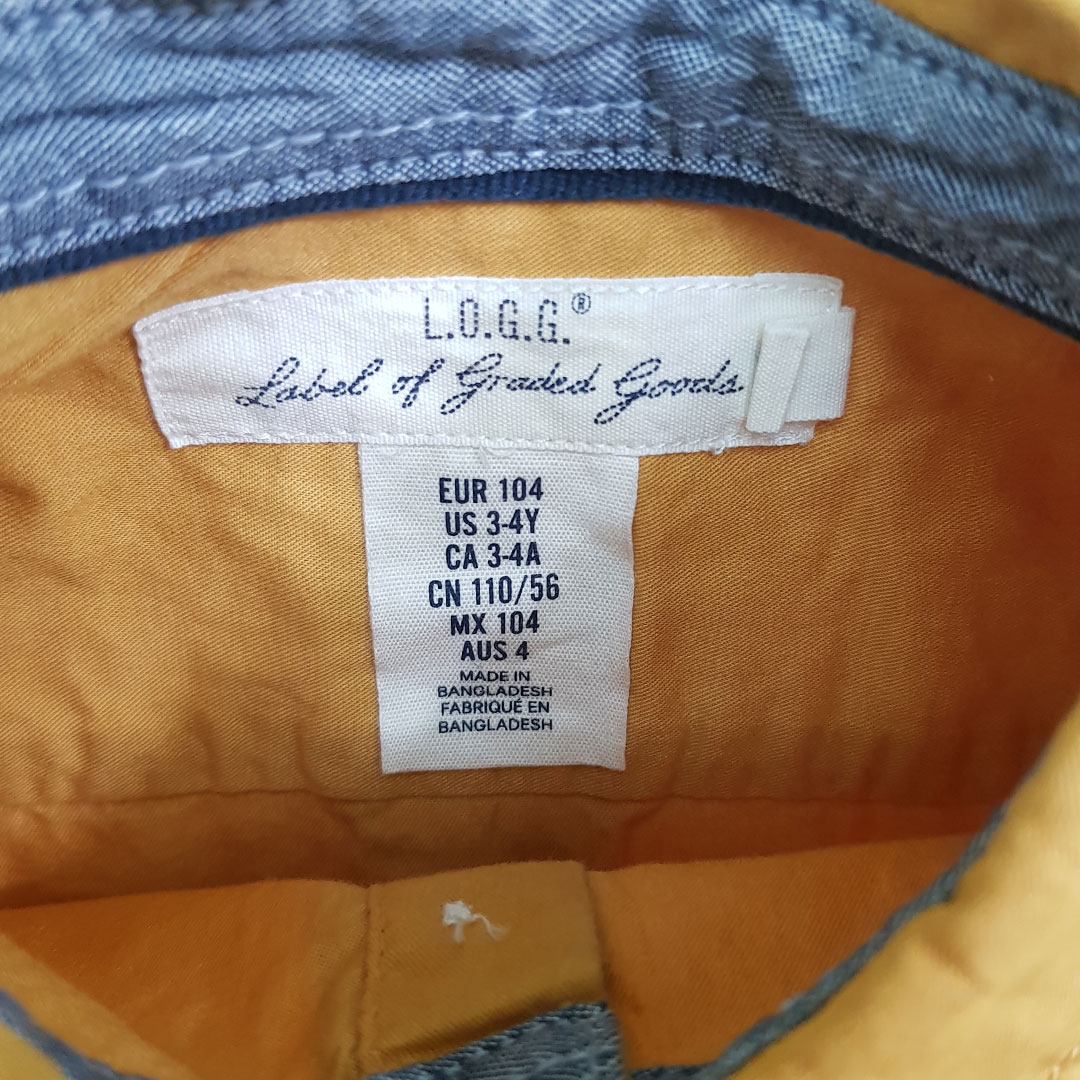 L.O.G.G.®
Label of Graded Goods
EUR 104
US 3-4Y
CA 3-4A
CN 110/56
MX 104
AUS 4
MADE IN
BANGLADESH
FABRIQUÉ EN
BANGLADESH